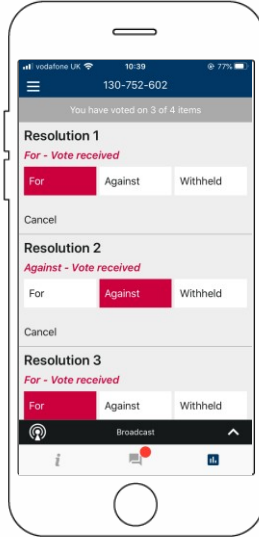 vodafone UK 10:39 77%
130-752-602
You have voted on 3 of 4 items
Resolution 1
For - Vote received
For Against Withheld
Cancel
Resolution 2
Against - Vote received
For Against Withheld
Cancel
Resolution 3
For - Vote received
For Against Withheld
Broadcast
i